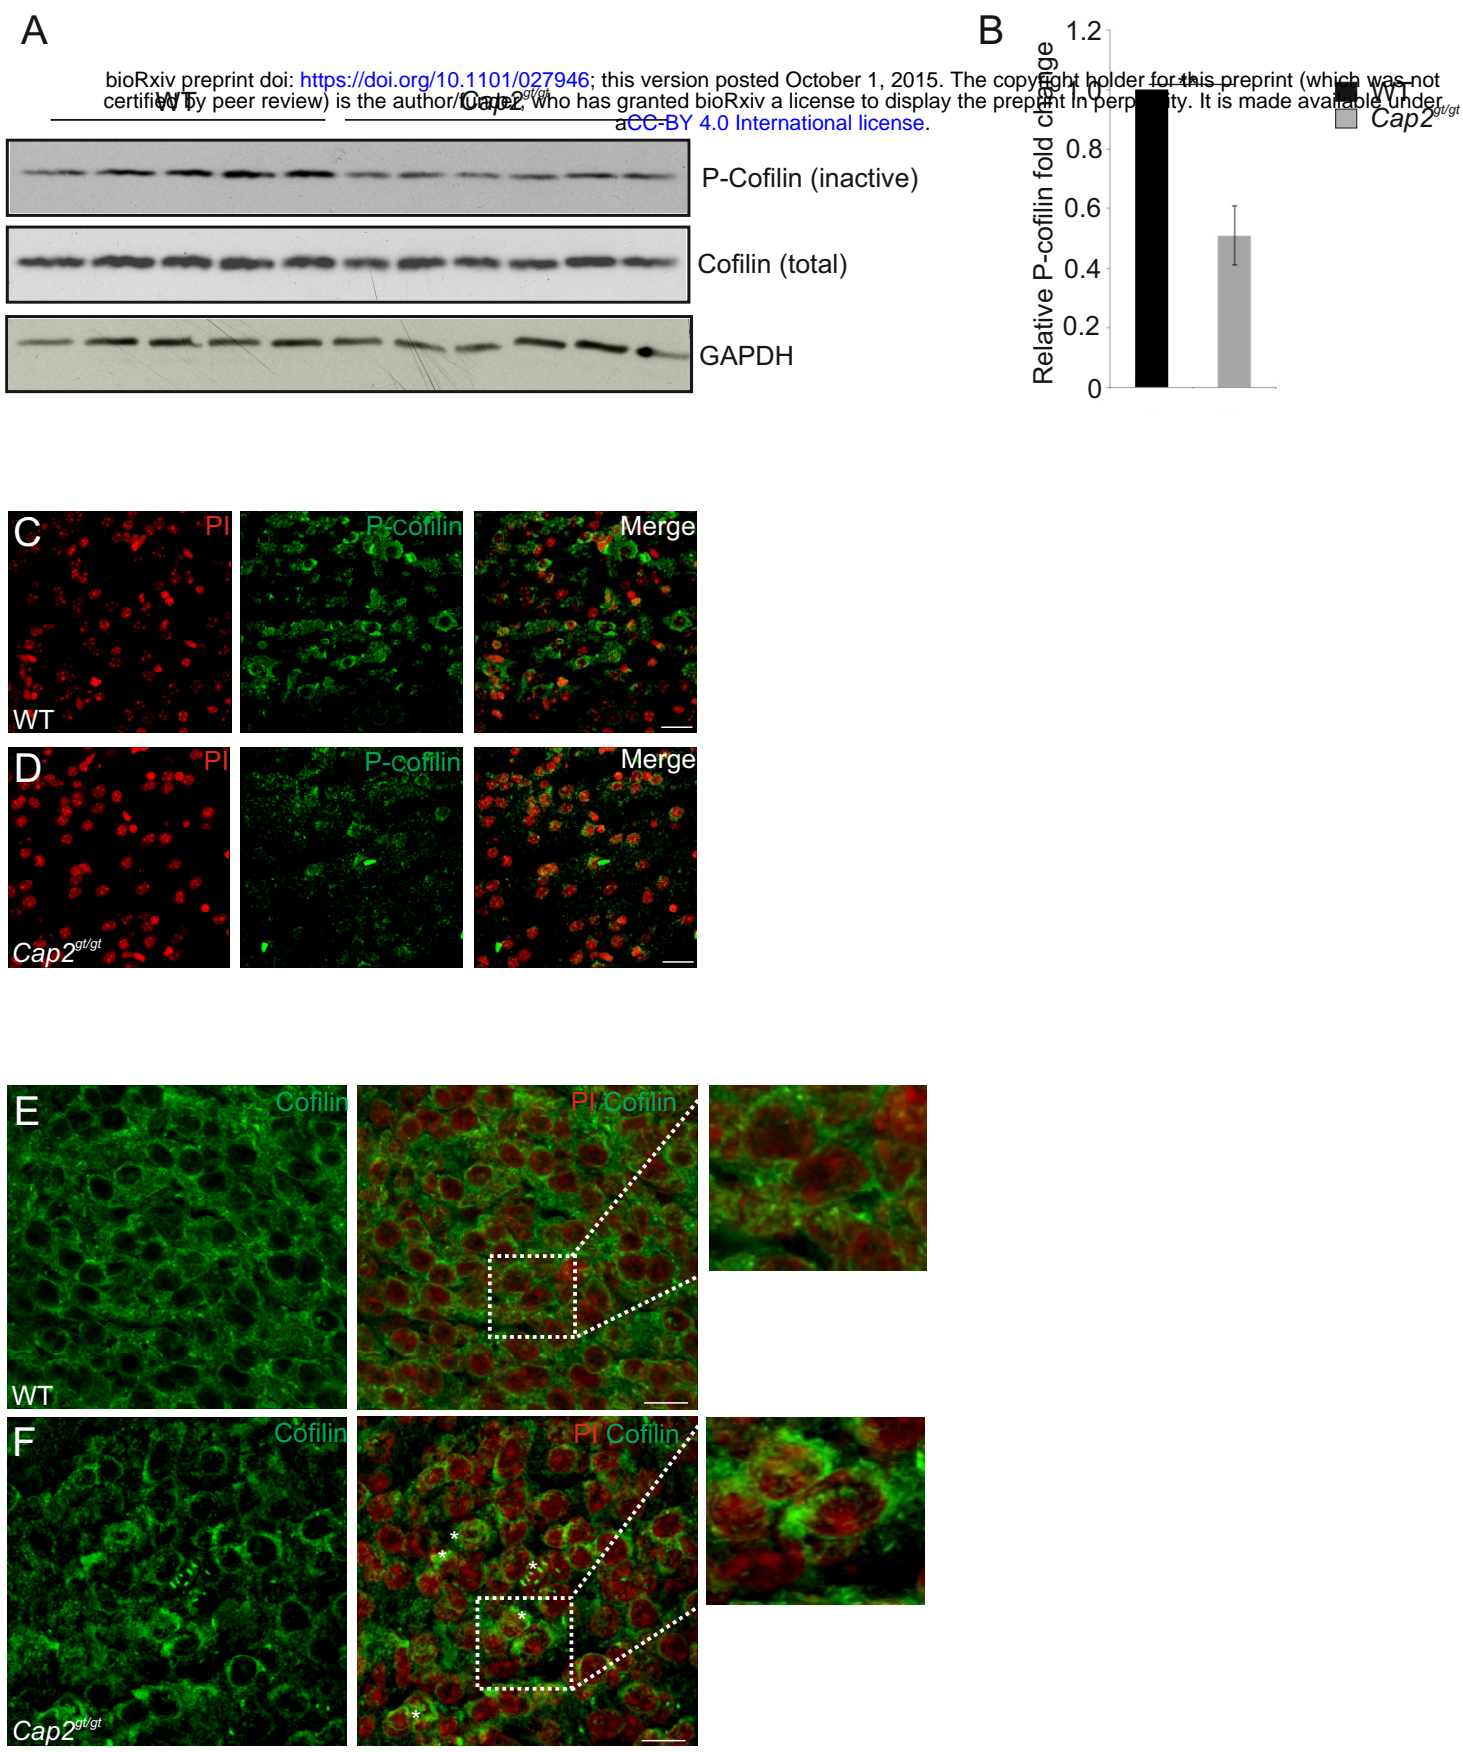 A
B
bioRxiv preprint doi: https://doi.org/10.1101/027946; this version posted October 1, 2015. The copyright holder for this preprint (which was not
certified by peer review) is the author/funder, who has granted bioRxiv a license to display the preprint in perpetuity. It is made available under
aCC-BY 4.0 International license.
WT
Cap2gt/gt
P-Cofilin (inactive)
Cofilin (total)
GAPDH
Relative P-cofilin fold change
1.2
1.0
0.8
0.6
0.4
0.2
0
**
WT
Cap2gt/gt
C
PI
P-cofilin
Merge
WT
D
PI
P-cofilin
Merge
Cap2gt/gt
E
Cofilin
PI Cofilin
WT
F
Cofilin
PI Cofilin
*
*
*
*
*
Cap2gt/gt